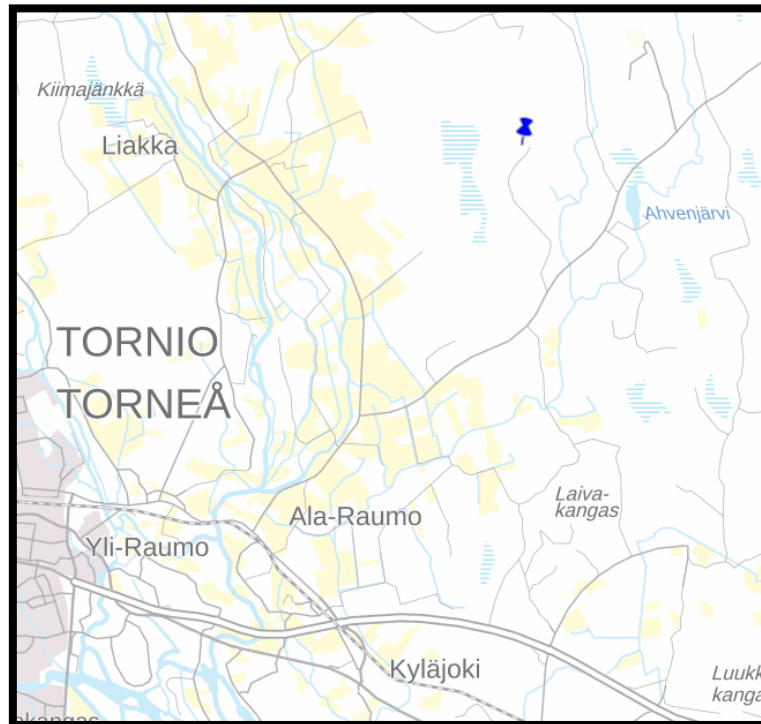 Kiimajänkkä
Liakka
Ahvenjärvi
TORNIO
TORNEÅ
Laiva-
kangas
Ala-Raumo
Yli-Raumo
Kyläjoki
Luukk
kanga